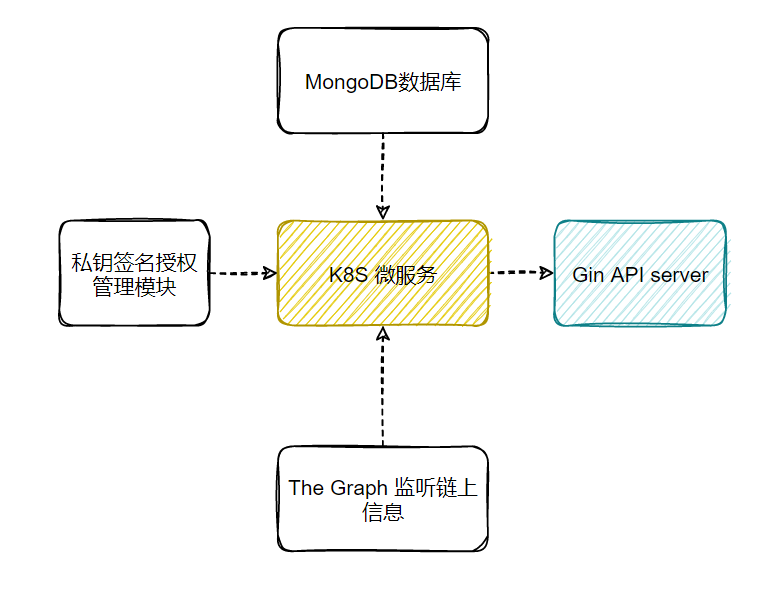 MongoDB数据库
私钥签名授权
管理模块
K8S 微服务
Gin API server
The Graph 监听链上
信息